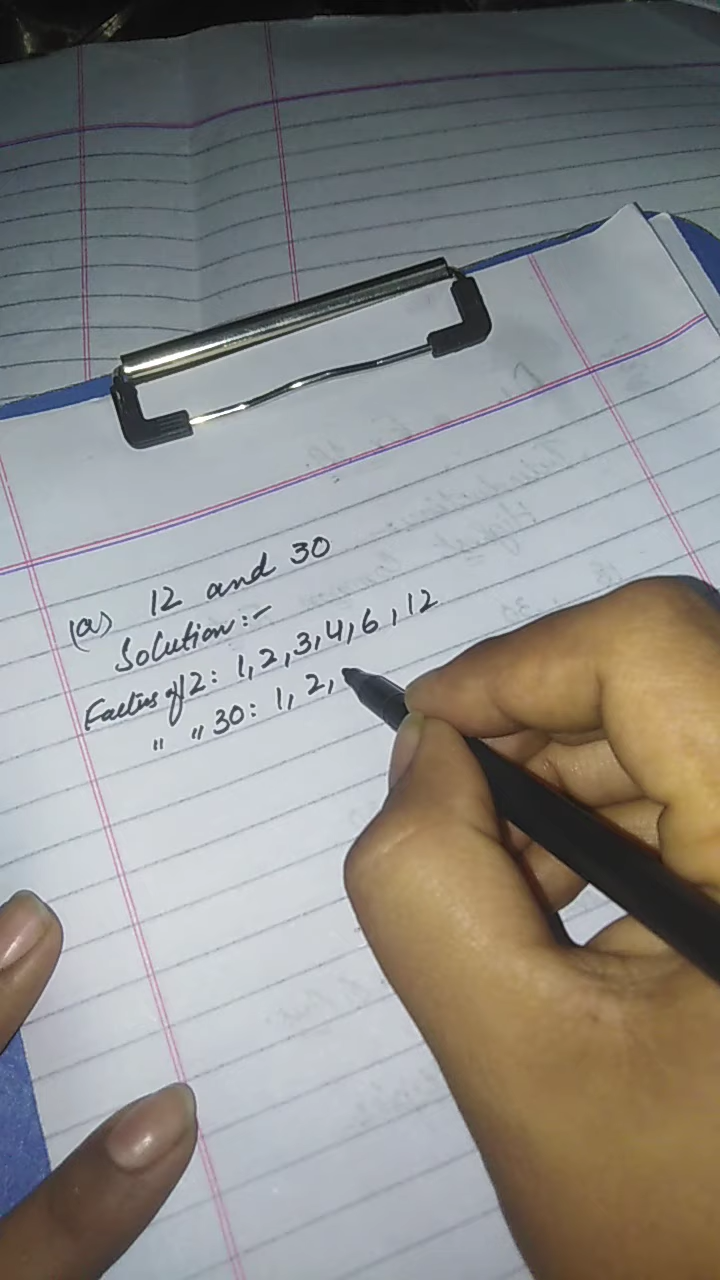 (a) 12 and 30
Solution:-
Factors of 12: 1, 2, 3, 4, 6, 12
" " 30: 1, 2,